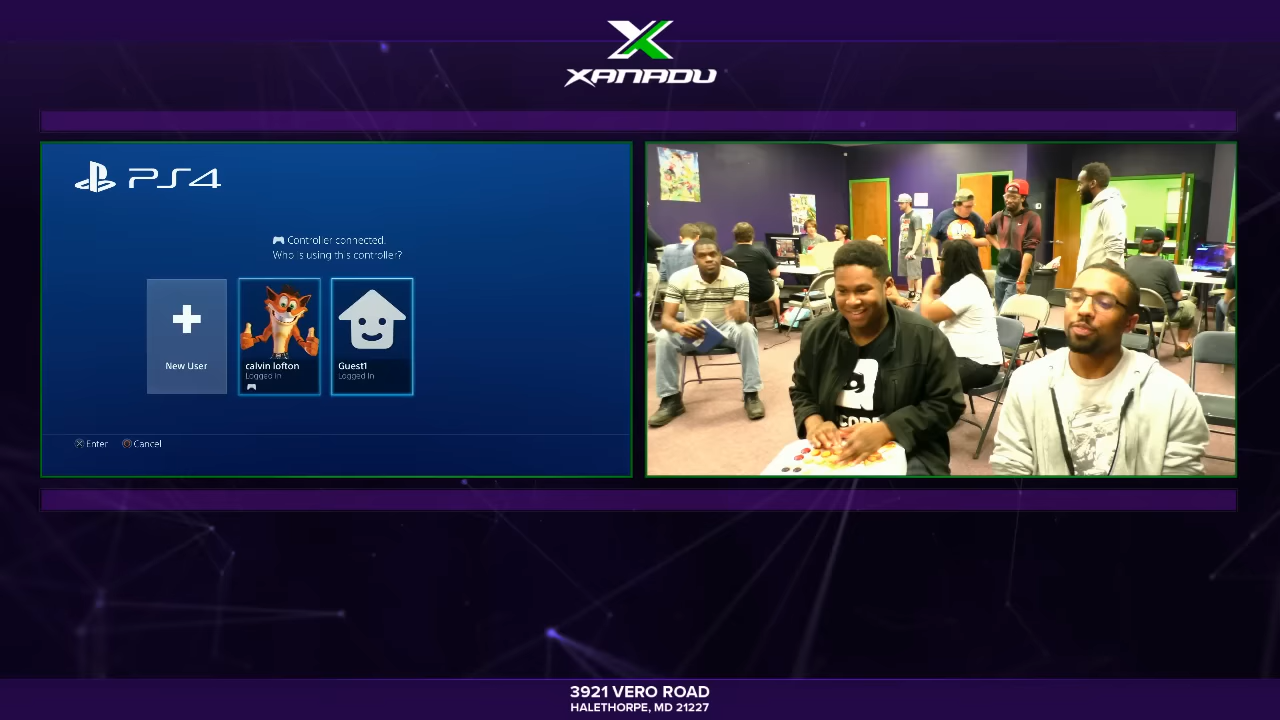 XANADU
PS4
Controller connected.
Who is using this controller?
New User
calvin lofton
Logged In
Guest1
Logged In
Enter
Cancel
CODE
3921 VERO ROAD
HALETHORPE, MD 21227